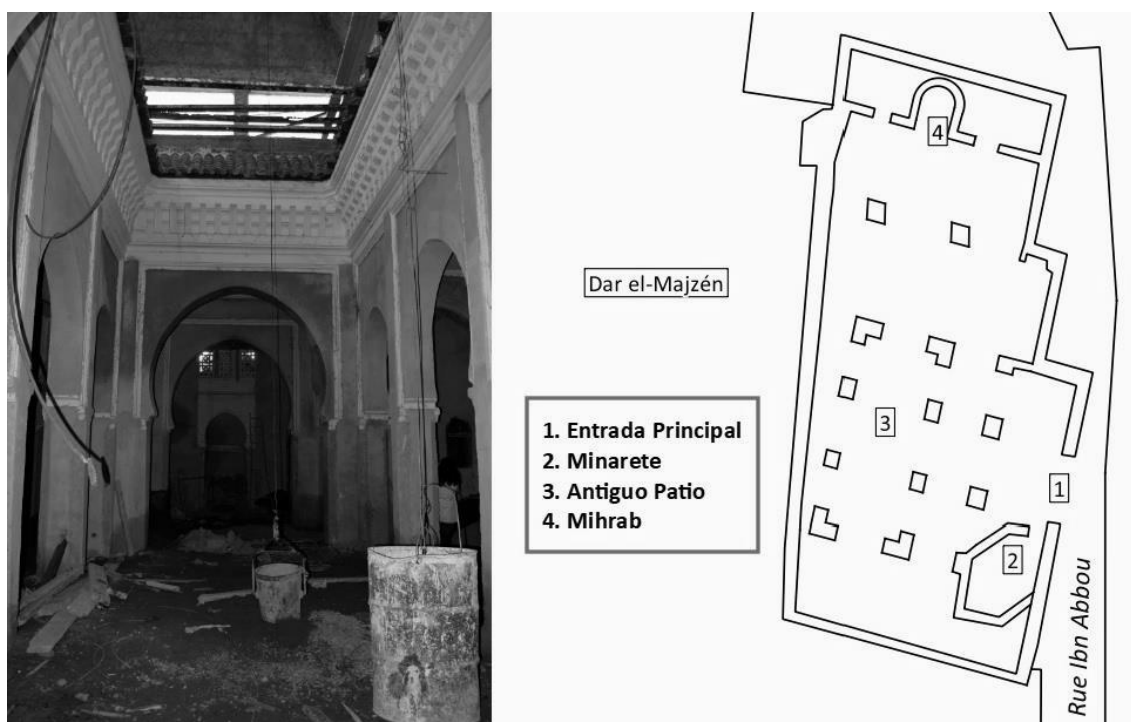 4
Dar el-Majzén
1. Entrada Principal
2. Minarete
3. Antiguo Patio
4. Mihrab
3
1
2
Rue Ibn Abbou